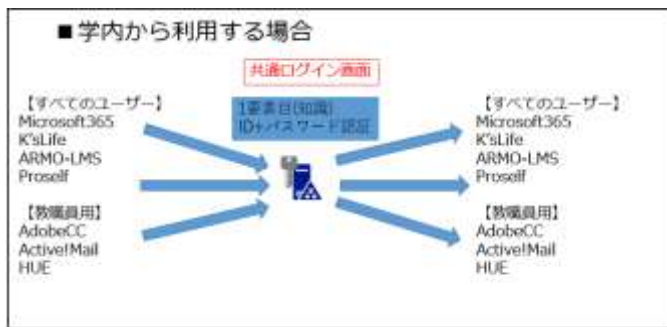 ■学内から利用する場合
共通ログイン画面
1要素目(知識)
ID+パスワード認証
【すべてのユーザー】
Microsoft365
K'sLife
ARMO-LMS
Proself
【教職員用】
AdobeCC
Active!Mail
HUE
【すべてのユーザー】
Microsoft365
K'sLife
ARMO-LMS
Proself
【教職員用】
AdobeCC
Active!Mail
HUE